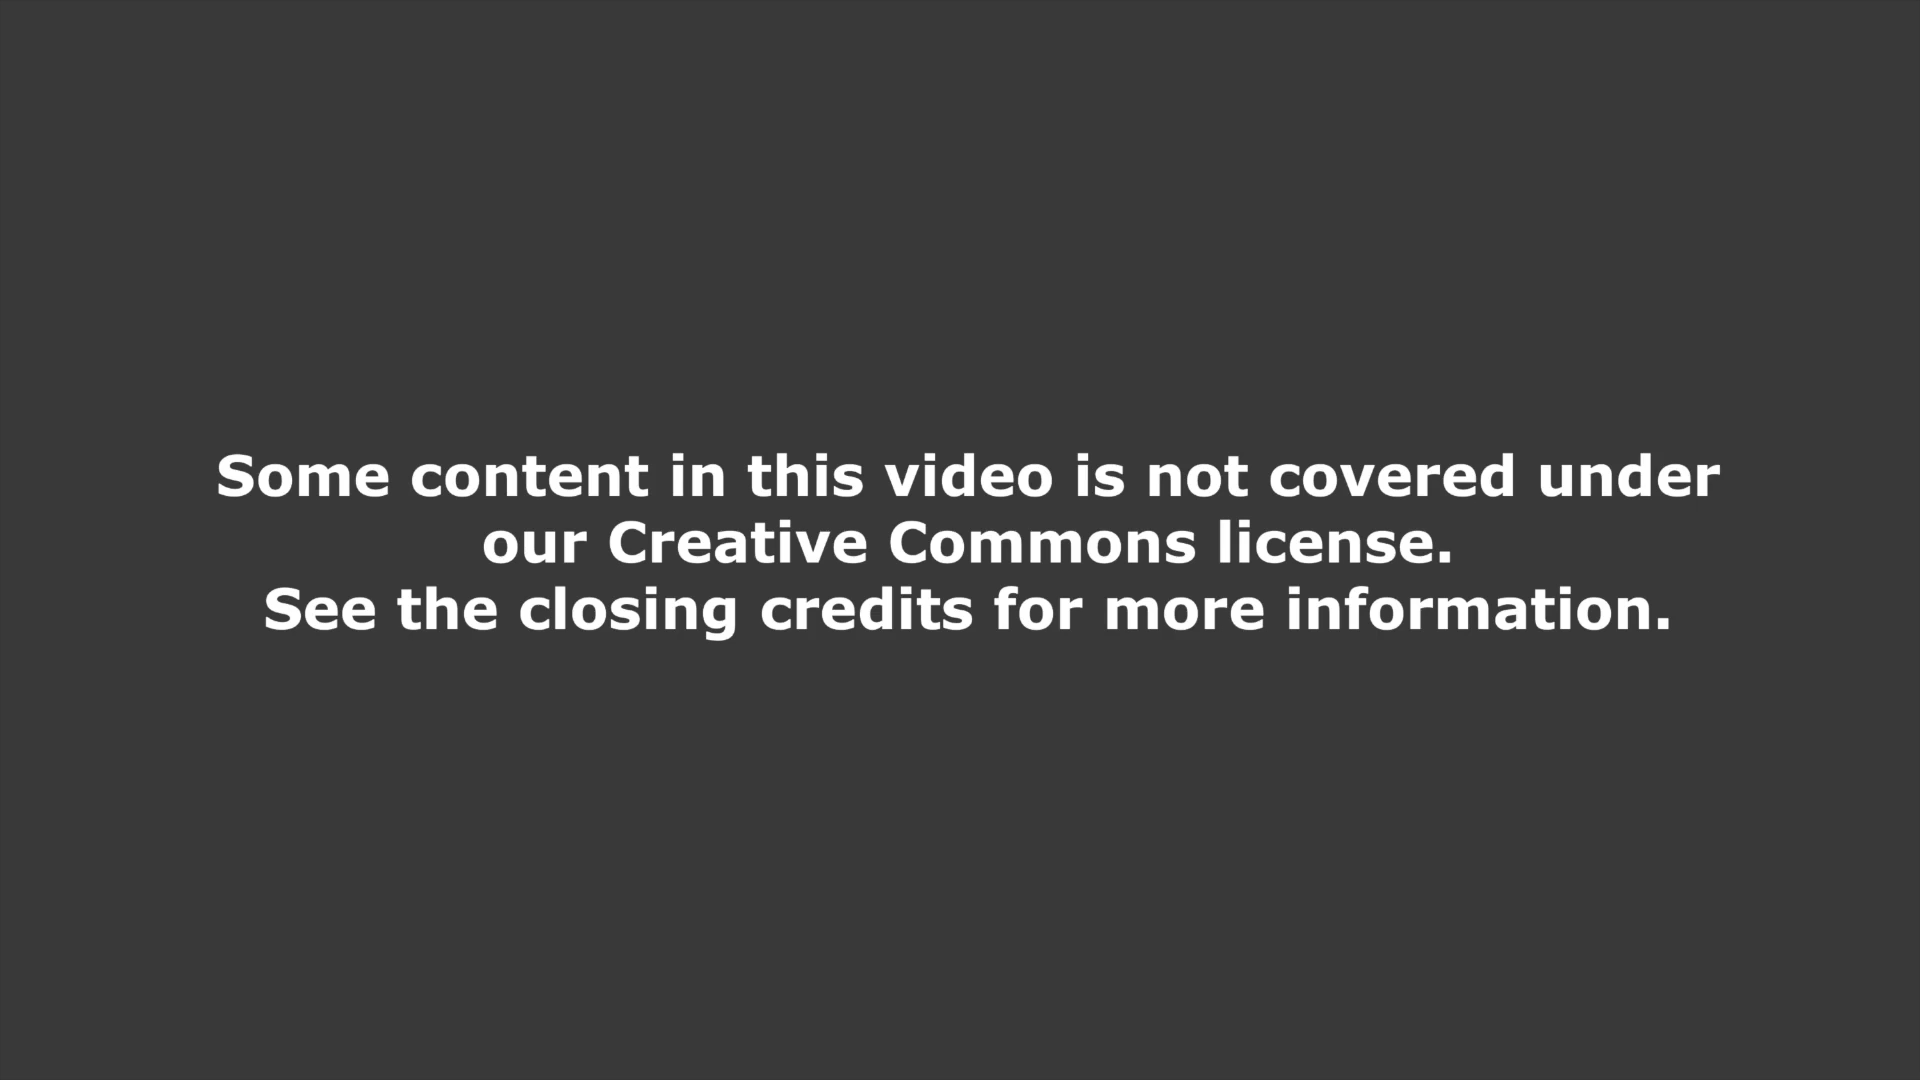 Some content in this video is not covered under
our Creative Commons license.
See the closing credits for more information.